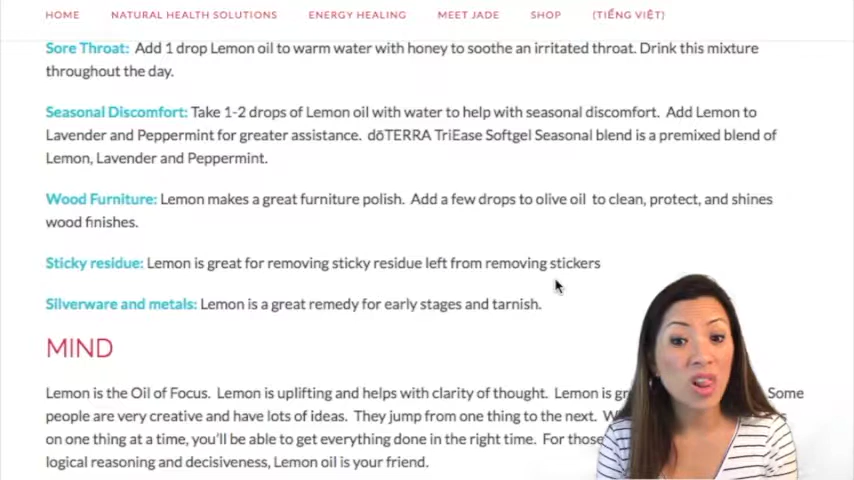 HOME NATURAL HEALTH SOLUTIONS ENERGY HEALING MEET JADE SHOP (TIẾNG VIỆT)
Sore Throat: Add 1 drop Lemon oil to warm water with honey to soothe an irritated throat. Drink this mixture
throughout the day.
Seasonal Discomfort: Take 1-2 drops of Lemon oil with water to help with seasonal discomfort. Add Lemon to
Lavender and Peppermint for greater assistance. dōTERRA TriEase Softgel Seasonal blend is a premixed blend of
Lemon, Lavender and Peppermint.
Wood Furniture: Lemon makes a great furniture polish. Add a few drops to olive oil to clean, protect, and shines
wood finishes.
Sticky residue: Lemon is great for removing sticky residue left from removing stickers
Silverware and metals: Lemon is a great remedy for early stages and tarnish.
MIND
Lemon is the Oil of Focus. Lemon is uplifting and helps with clarity of thought. Lemon is Some
people are very creative and have lots of ideas. They jump from one thing to the next.
on one thing at a time, you'll be able to get everything done in the right time. For those
logical reasoning and decisiveness, Lemon oil is your friend.